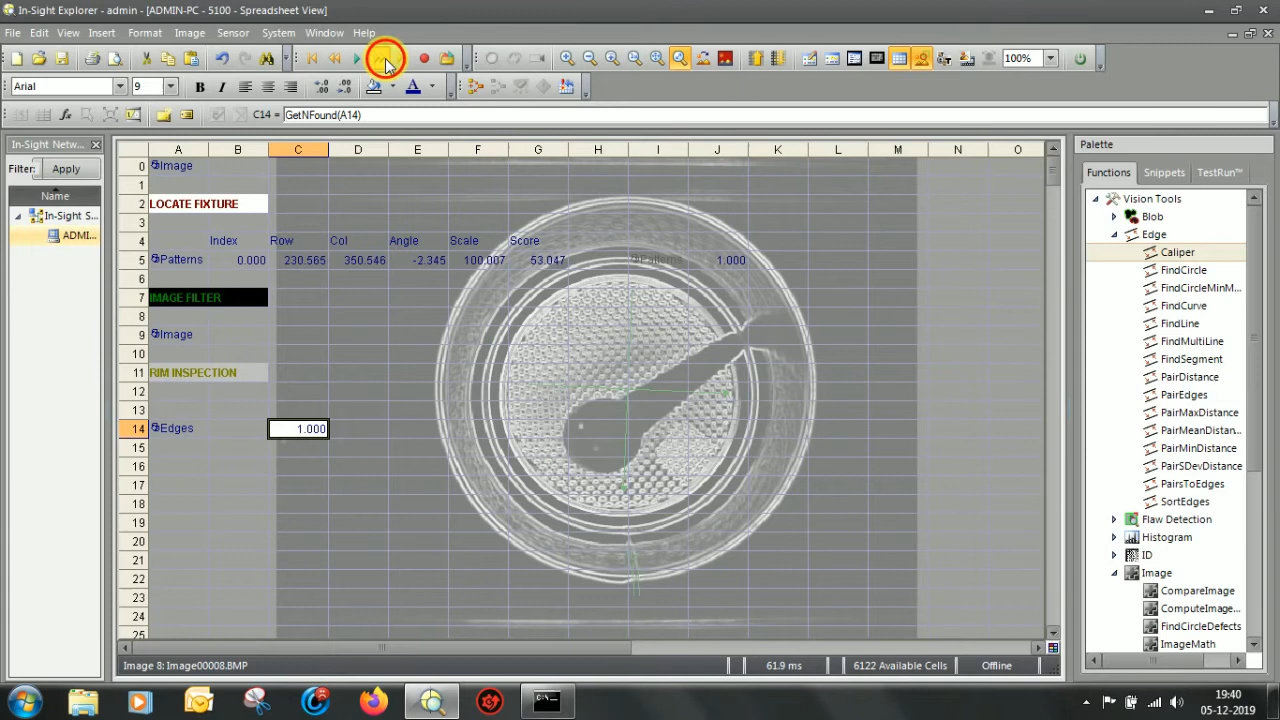 In-Sight Explorer - admin - [ADMIN-PC - 5100 - Spreadsheet View]
File Edit View Insert Format Image Sensor System Window Help
100%
Arial 9 B I U A
fx C14 = GetNFound(A14)
In-Sight Netw...
Filter: Apply
Name
In-Sight S...
ADMI...
A B C D E F G H I J K L M N O
0 Image
1
2 LOCATE FIXTURE
3
4 Index Row Col Angle Scale Score
5 Patterns 0.000 230.565 350.546 -2.345 100.007 53.047 Patterns 1.000
6
7 IMAGE FILTER
8
9 Image
10
11 RIM INSPECTION
12
13
14 Edges 1.000
15
16
17
18
19
20
21
22
23
24
25
Image 8: Image00008.BMP 61.9 ms 6122 Available Cells Offline
Palette
Functions Snippets TestRun™
Vision Tools
Blob
Edge
Caliper
FindCircle
FindCircleMinM...
FindCurve
FindLine
FindMultiLine
FindSegment
PairDistance
PairEdges
PairMaxDistance
PairMeanDistan...
PairMinDistance
PairSDevDistance
PairsToEdges
SortEdges
Flaw Detection
Histogram
ID
Image
CompareImage
ComputeImage...
FindCircleDefects
ImageMath
19:40
05-12-2019